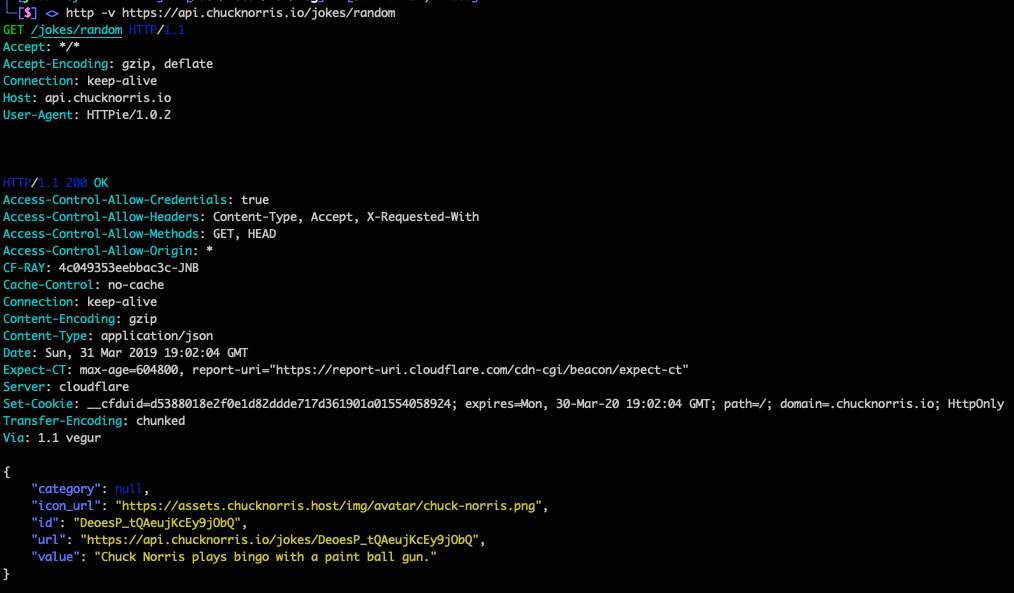 └─[$] <> http -v https://api.chucknorris.io/jokes/random
GET /jokes/random HTTP/1.1
Accept: */*
Accept-Encoding: gzip, deflate
Connection: keep-alive
Host: api.chucknorris.io
User-Agent: HTTPie/1.0.2
HTTP/1.1 200 OK
Access-Control-Allow-Credentials: true
Access-Control-Allow-Headers: Content-Type, Accept, X-Requested-With
Access-Control-Allow-Methods: GET, HEAD
Access-Control-Allow-Origin: *
CF-RAY: 4c049353eebbac3c-JNB
Cache-Control: no-cache
Connection: keep-alive
Content-Encoding: gzip
Content-Type: application/json
Date: Sun, 31 Mar 2019 19:02:04 GMT
Expect-CT: max-age=604800, report-uri="https://report-uri.cloudflare.com/cdn-cgi/beacon/expect-ct"
Server: cloudflare
Set-Cookie: __cfduid=d5388018e2f0e1d82ddde717d361901a01554058924; expires=Mon, 30-Mar-20 19:02:04 GMT; path=/; domain=.chucknorris.io; HttpOnly
Transfer-Encoding: chunked
Via: 1.1 vegur
{
    "category": null,
    "icon_url": "https://assets.chucknorris.host/img/avatar/chuck-norris.png",
    "id": "DeoesP_tQAeujKcEy9jObQ",
    "url": "https://api.chucknorris.io/jokes/DeoesP_tQAeujKcEy9jObQ",
    "value": "Chuck Norris plays bingo with a paint ball gun."
}